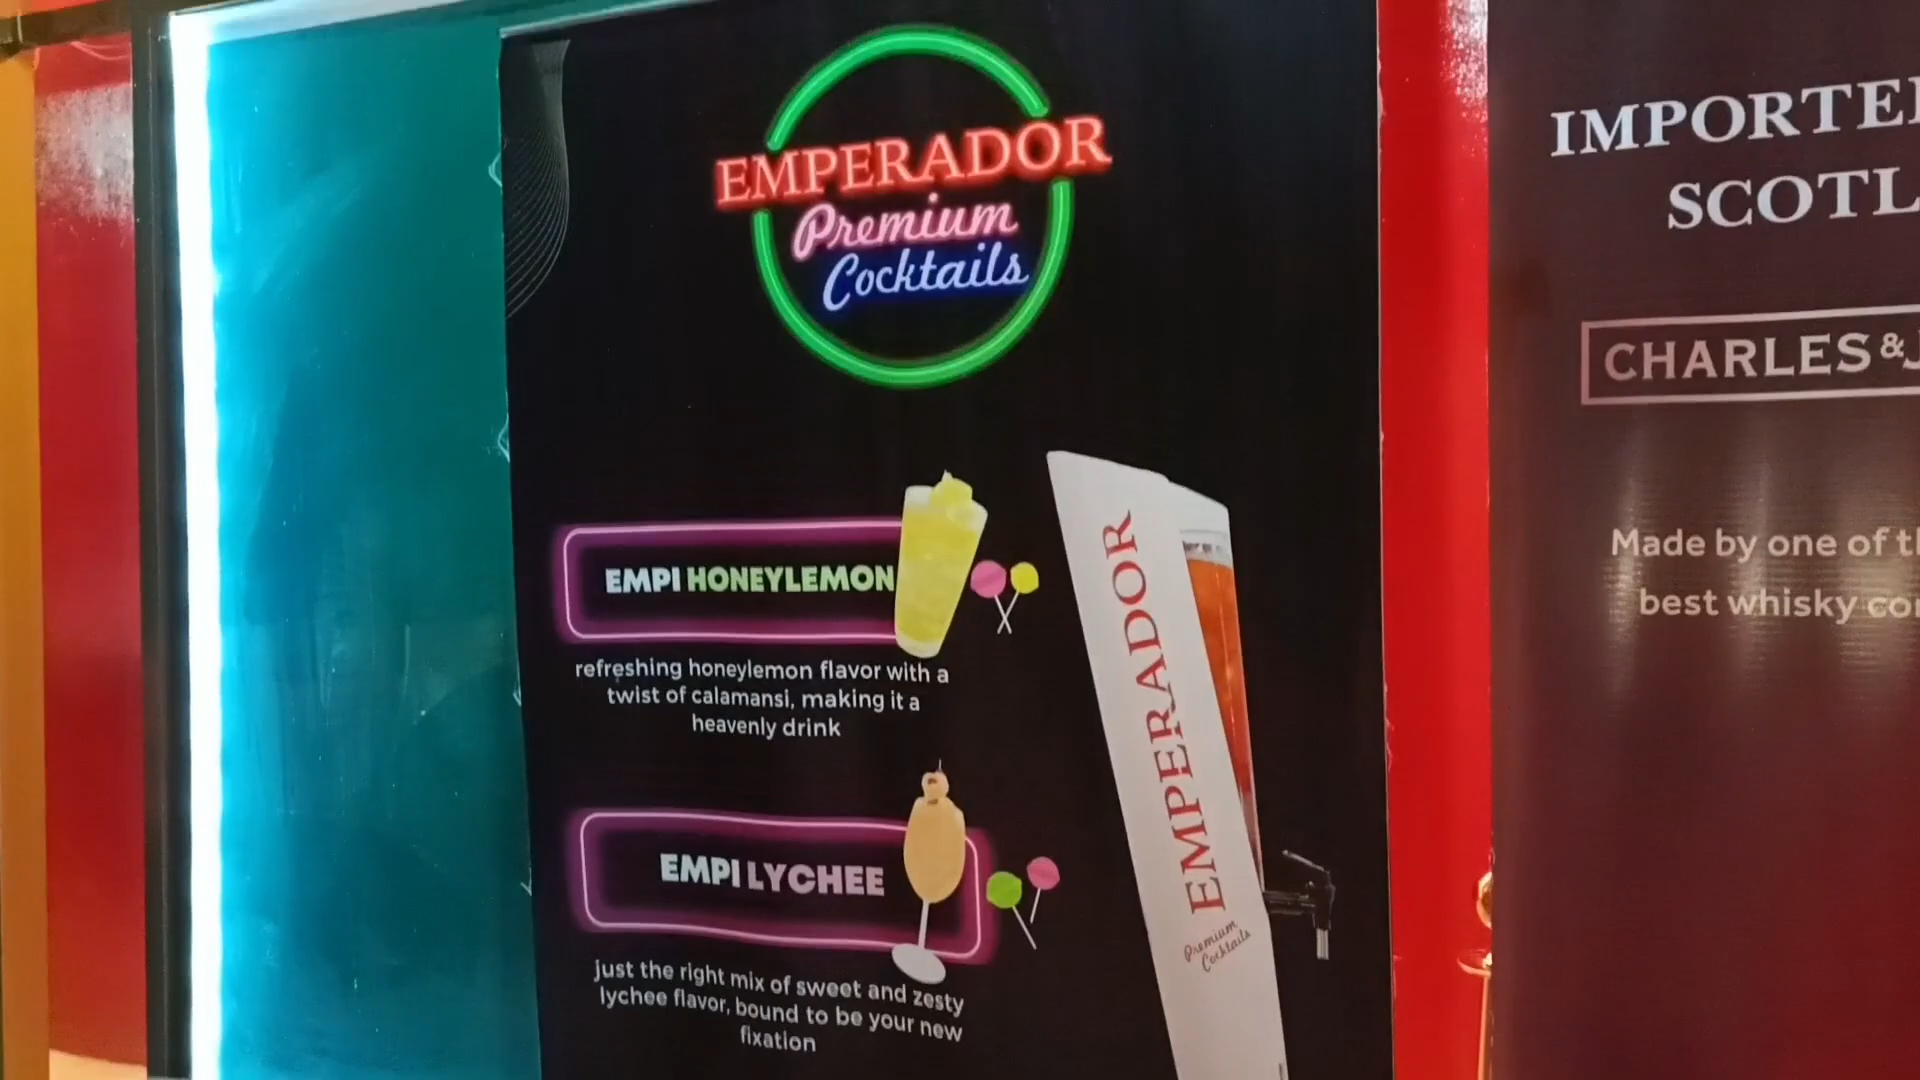 EMPERADOR
Premium
Cocktails
EMPI HONEYLEMON
refreshing honeylemon flavor with a
twist of calamansi, making it a
heavenly drink
EMPI LYCHEE
just the right mix of sweet and zesty
lychee flavor, bound to be your new
fixation
EMPERADOR
Premium
Cocktails
IMPORTE
SCOTL
CHARLES &
Made by one of
best whisky